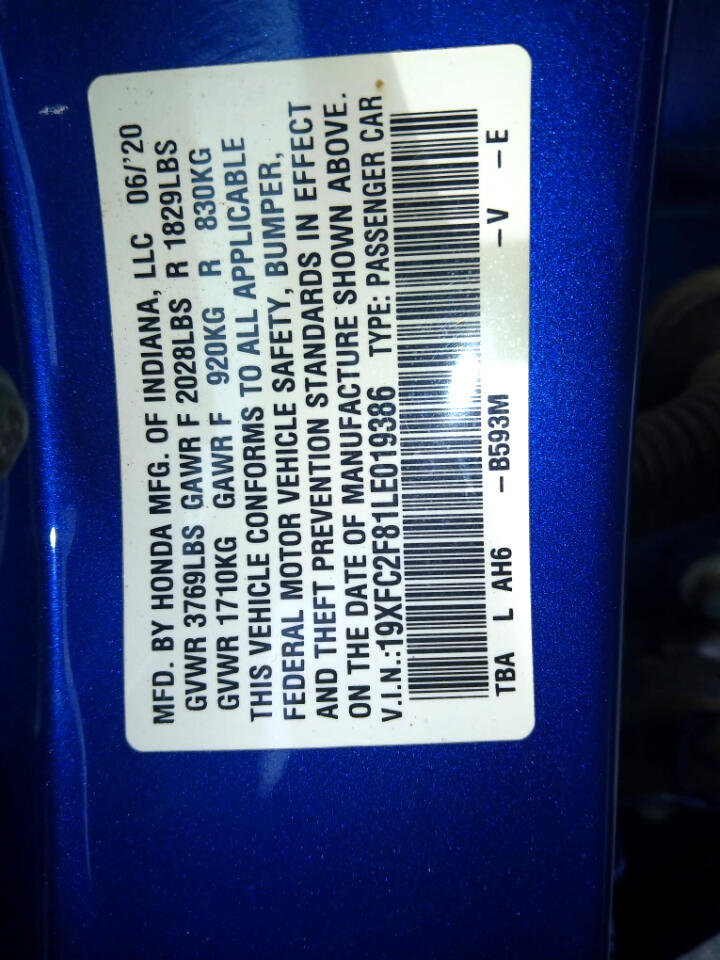 MFD. BY HONDA MFG. OF INDIANA, LLC 06/'20
GVWR 3769LBS GAWR F 2028LBS R 1829LBS
GVWR 1710KG GAWR F 920KG R 830KG
THIS VEHICLE CONFORMS TO ALL APPLICABLE
FEDERAL MOTOR VEHICLE SAFETY, BUMPER,
AND THEFT PREVENTION STANDARDS IN EFFECT
ON THE DATE OF MANUFACTURE SHOWN ABOVE.
V.I.N.:19XFC2F81LE019386 TYPE: PASSENGER CAR
TBA L AH6 –B593M –V –E